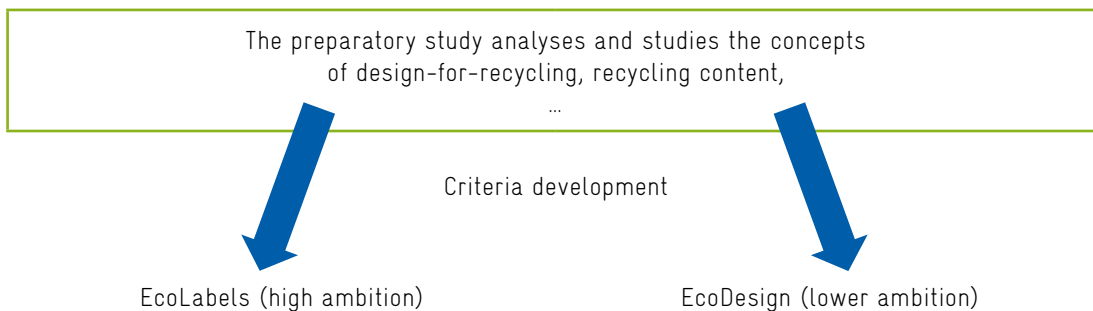 The preparatory study analyses and studies the concepts
of design-for-recycling, recycling content,
...
Criteria development
EcoLabels (high ambition)
EcoDesign (lower ambition)